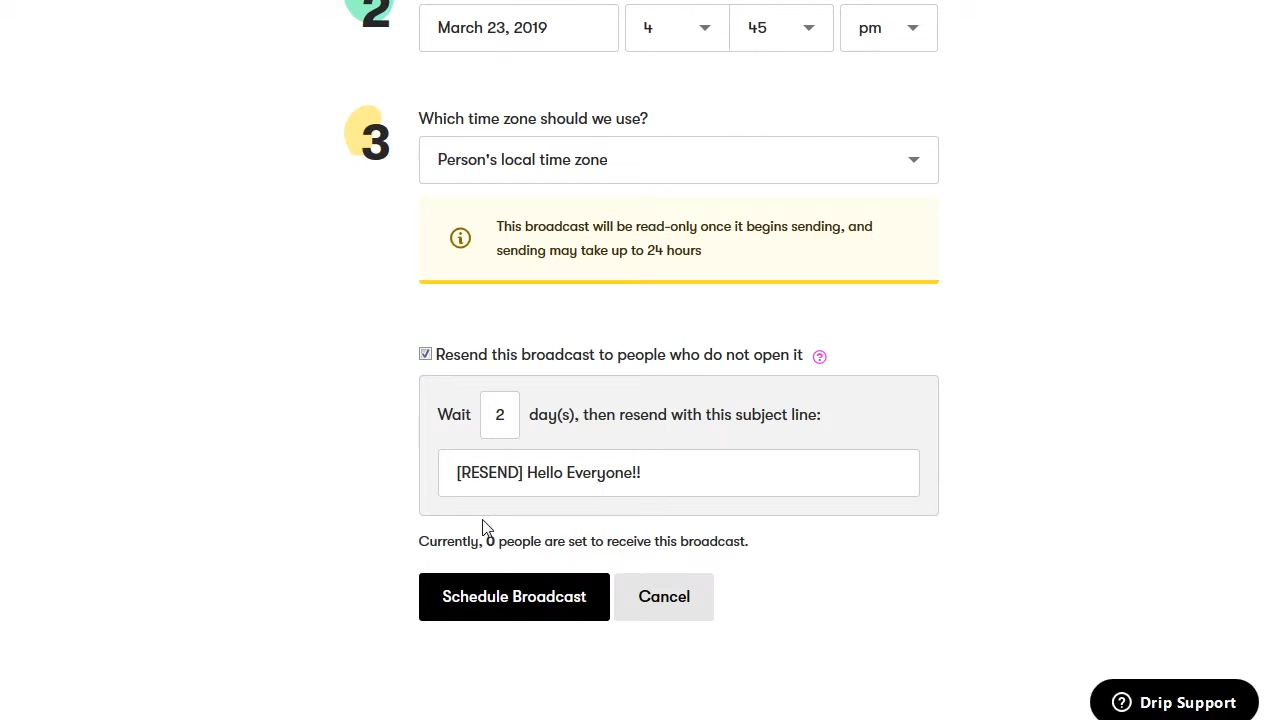 2
March 23, 2019 4 45 pm
3
Which time zone should we use?
Person's local time zone
This broadcast will be read-only once it begins sending, and
sending may take up to 24 hours
Resend this broadcast to people who do not open it
Wait 2 day(s), then resend with this subject line:
[RESEND] Hello Everyone!!
Currently, 0 people are set to receive this broadcast.
Schedule Broadcast Cancel
Drip Support